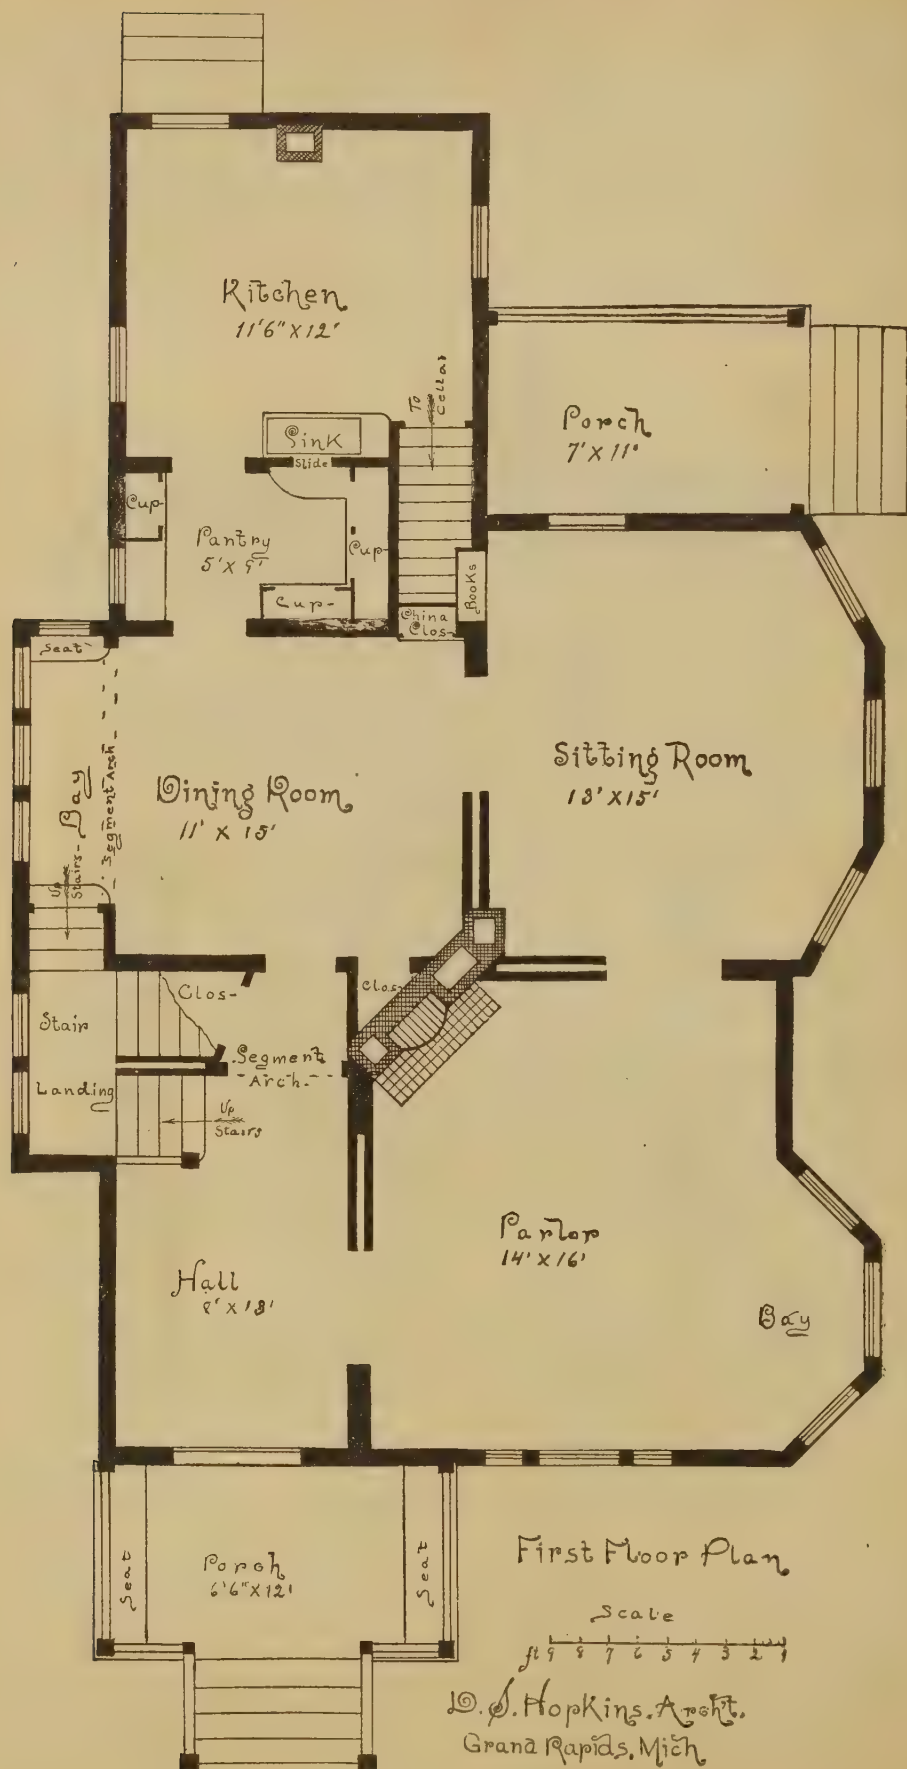 Kitchen
11'6" X 12'
To Cellar
Porch
7' X 11'
Sink
Slide
Cup-
Pantry
5' X 9'
Cup-
Cup-
China
Clos-
Books
Seat
Bay
Segment Arch-
Dining Room
11' X 15'
Sitting Room
13' X 15'
Up
Stairs-
Clos-
Clos-
Stair
Landing
Segment
Arch.
Up
Stairs
Parlor
14' X 16'
Hall
8' X 13'
Bay
Seat
Porch
6'6" X 12'
Seat
First Floor Plan
Scale
ft 9 8 7 6 5 4 3 2 1
D. S. Hopkins. Archt.
Grand Rapids. Mich